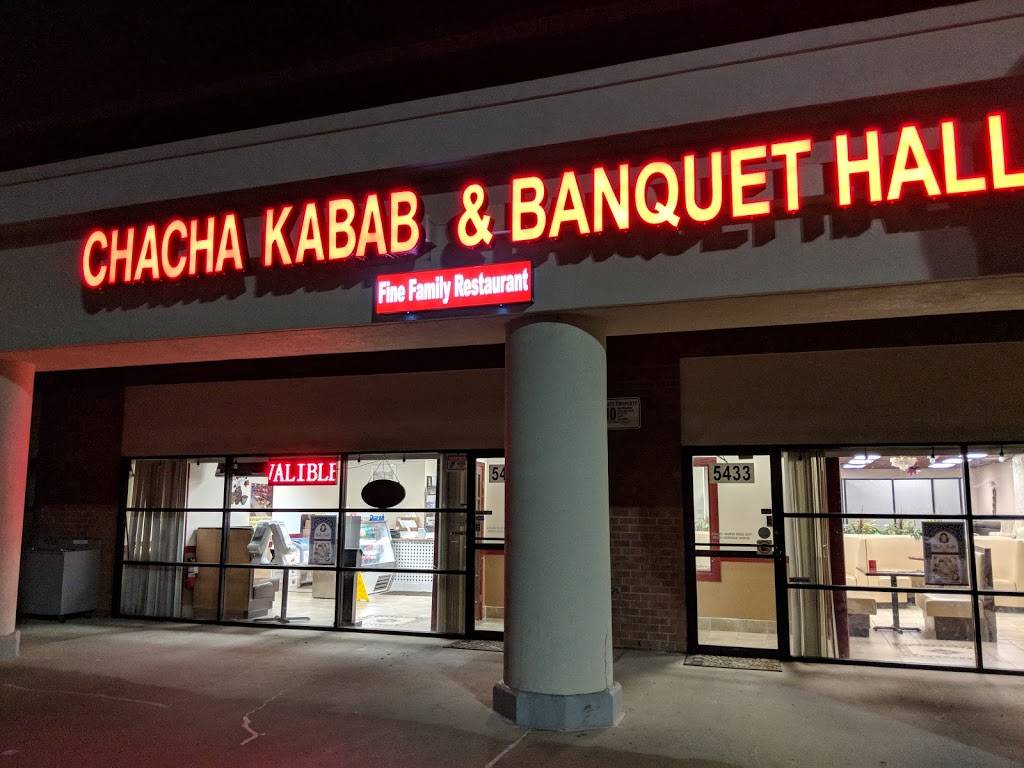 CHACHA KABAB & BANQUET HALL
Fine Family Restaurant
VALIBLE
5433